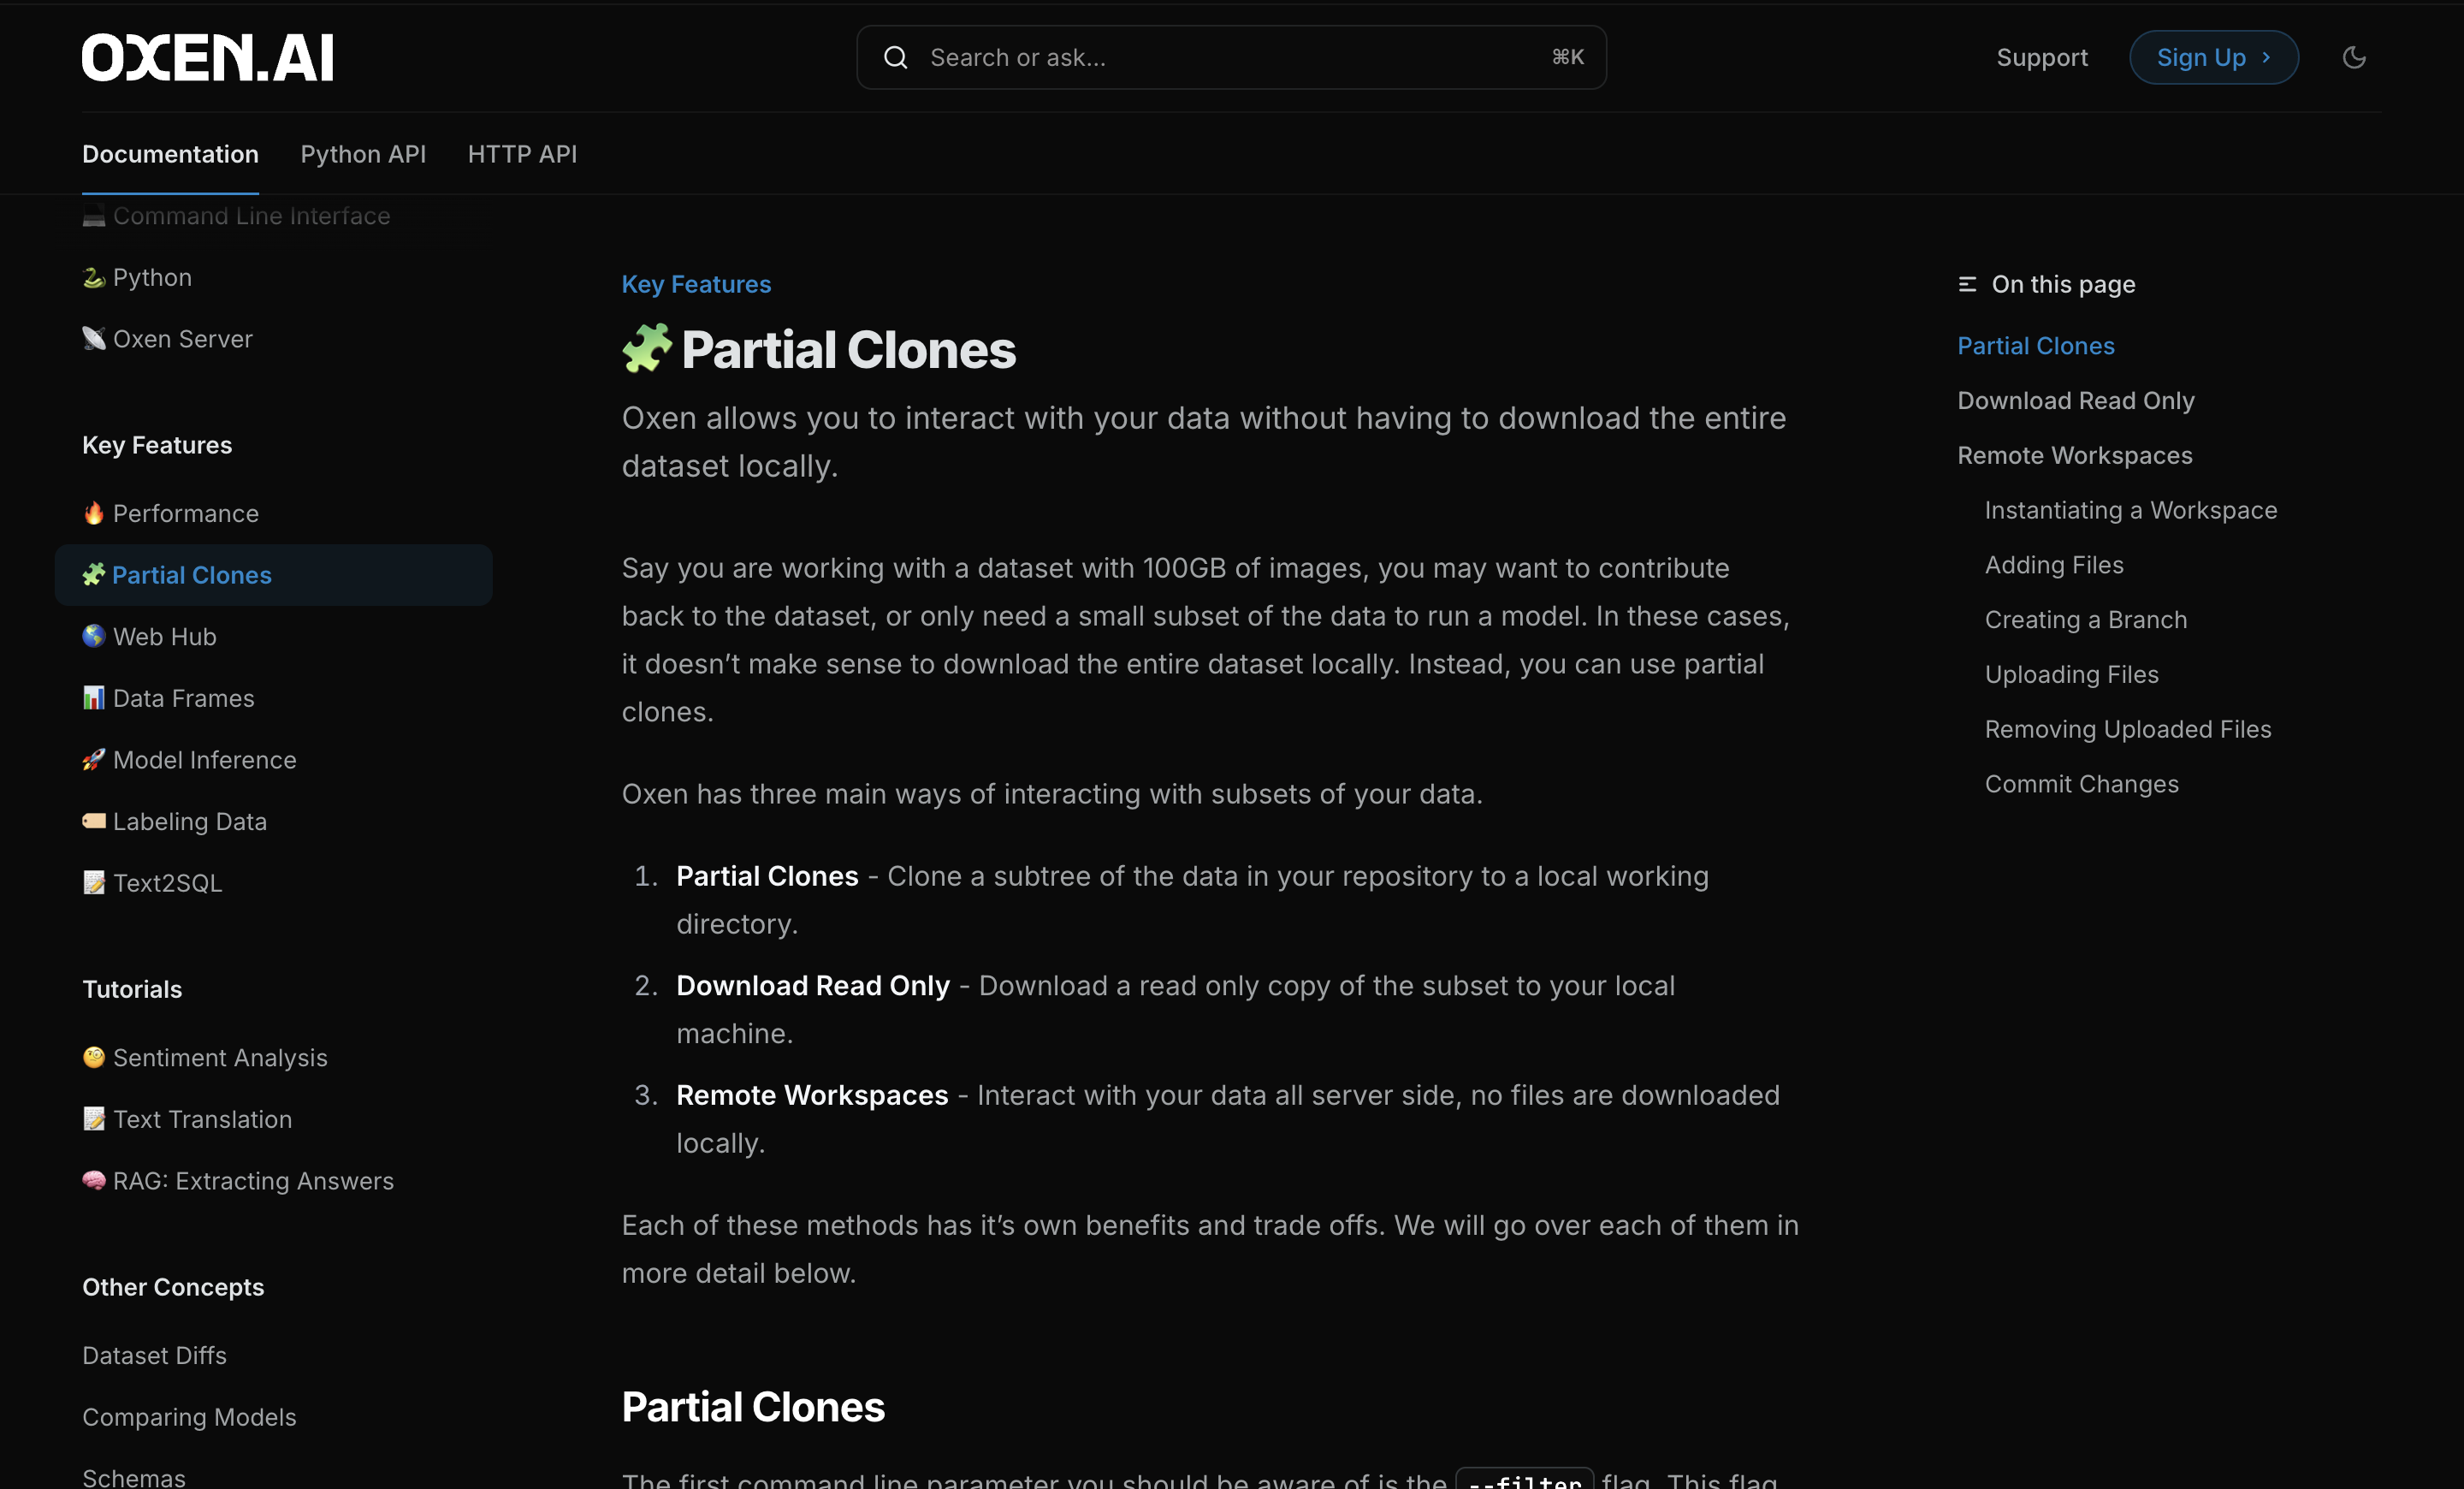 OXEN.AI
Search or ask...
⌘K
Support
Sign Up
Documentation
Python API
HTTP API
Command Line Interface
Python
Oxen Server
Key Features
Performance
Partial Clones
Web Hub
Data Frames
Model Inference
Labeling Data
Text2SQL
Tutorials
Sentiment Analysis
Text Translation
RAG: Extracting Answers
Other Concepts
Dataset Diffs
Comparing Models
Schemas
Key Features
Partial Clones
Oxen allows you to interact with your data without having to download the entire
dataset locally.
Say you are working with a dataset with 100GB of images, you may want to contribute
back to the dataset, or only need a small subset of the data to run a model. In these cases,
it doesn’t make sense to download the entire dataset locally. Instead, you can use partial
clones.
Oxen has three main ways of interacting with subsets of your data.
1. Partial Clones - Clone a subtree of the data in your repository to a local working
directory.
2. Download Read Only - Download a read only copy of the subset to your local
machine.
3. Remote Workspaces - Interact with your data all server side, no files are downloaded
locally.
Each of these methods has it’s own benefits and trade offs. We will go over each of them in
more detail below.
Partial Clones
The first command line parameter you should be aware of is the --filter flag. This flag
On this page
Partial Clones
Download Read Only
Remote Workspaces
Instantiating a Workspace
Adding Files
Creating a Branch
Uploading Files
Removing Uploaded Files
Commit Changes